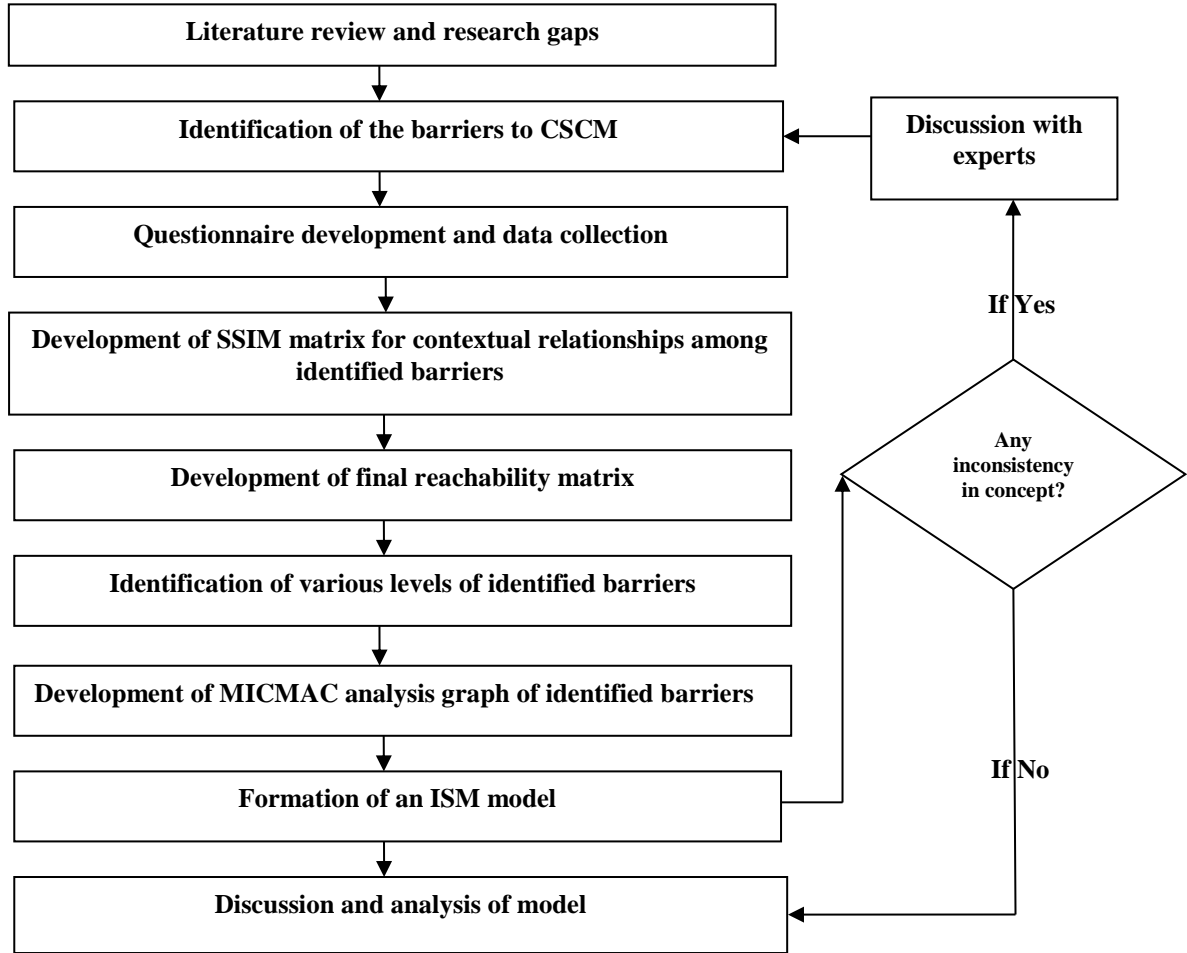 Literature review and research gaps
Identification of the barriers to CSCM
Discussion with
experts
Questionnaire development and data collection
If Yes
Development of SSIM matrix for contextual relationships among
identified barriers
Any
inconsistency
in concept?
Development of final reachability matrix
Identification of various levels of identified barriers
Development of MICMAC analysis graph of identified barriers
If No
Formation of an ISM model
Discussion and analysis of model